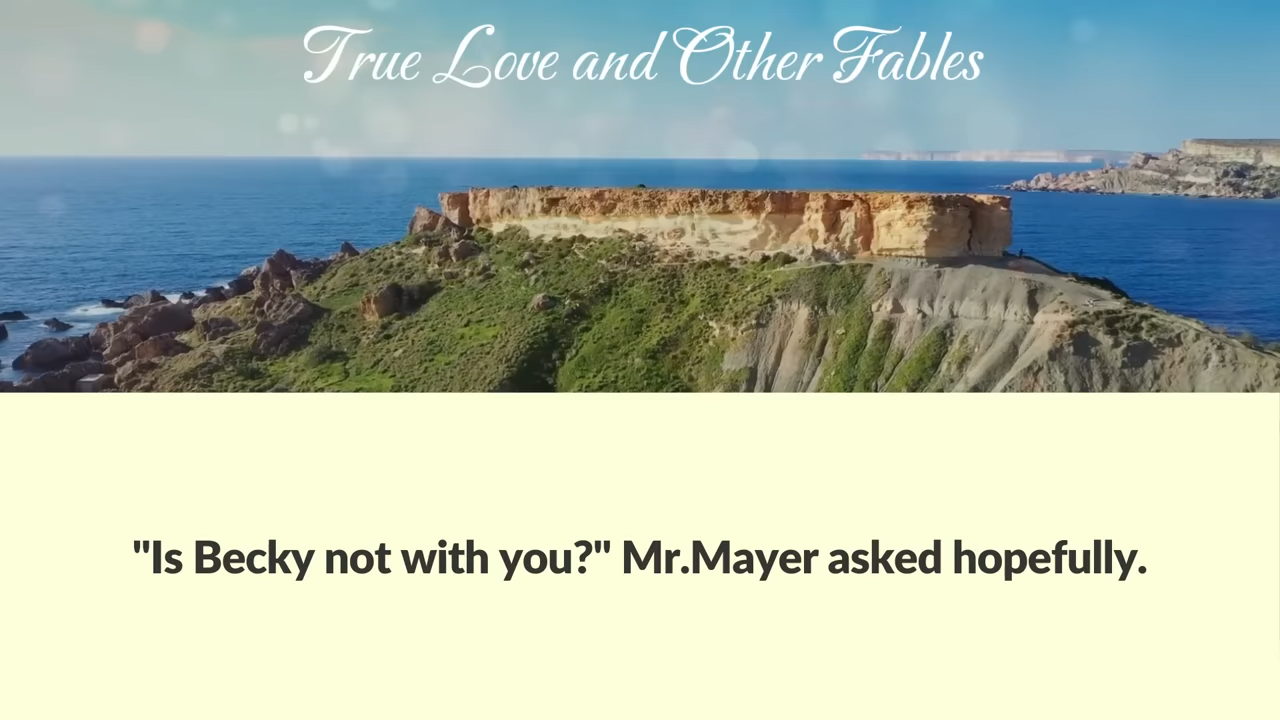 True Love and Other Fables
"Is Becky not with you?" Mr.Mayer asked hopefully.